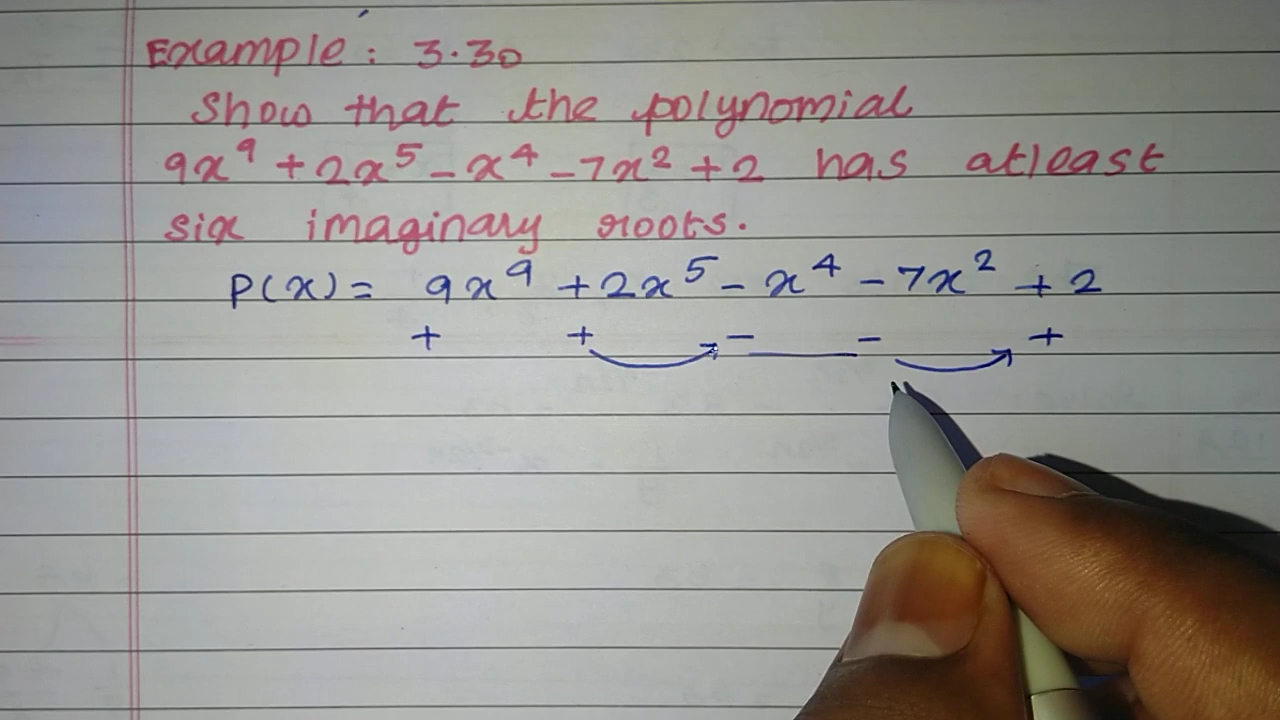 Example: 3.30
Show that the polynomial
9x⁹ + 2x⁵ - x⁴ - 7x² + 2 has atleast
six imaginary roots.
P(x) = 9x⁹ + 2x⁵ - x⁴ - 7x² + 2
+ + - - +